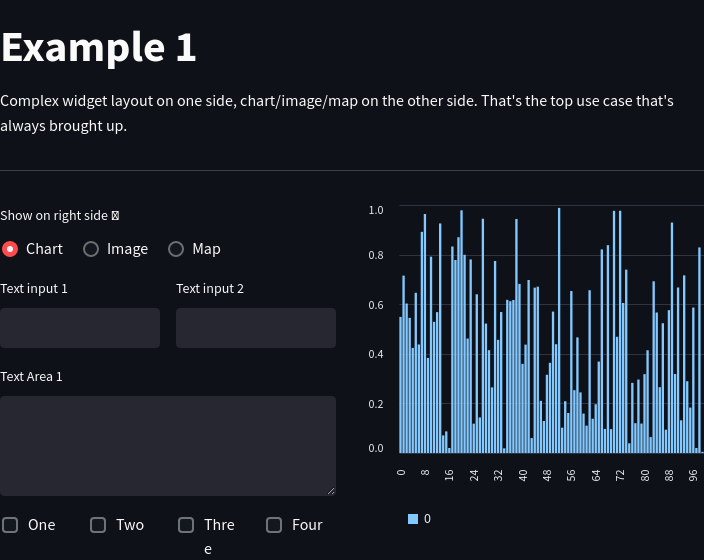 Example 1
Complex widget layout on one side, chart/image/map on the other side. That's the top use case that's
always brought up.
Show on right side
Chart Image Map
Text input 1 Text input 2
Text Area 1
One Two Thre Four
e
1.0
0.8
0.6
0.4
0.2
0.0
0 8 16 24 32 40 48 56 64 72 80 88 96
0